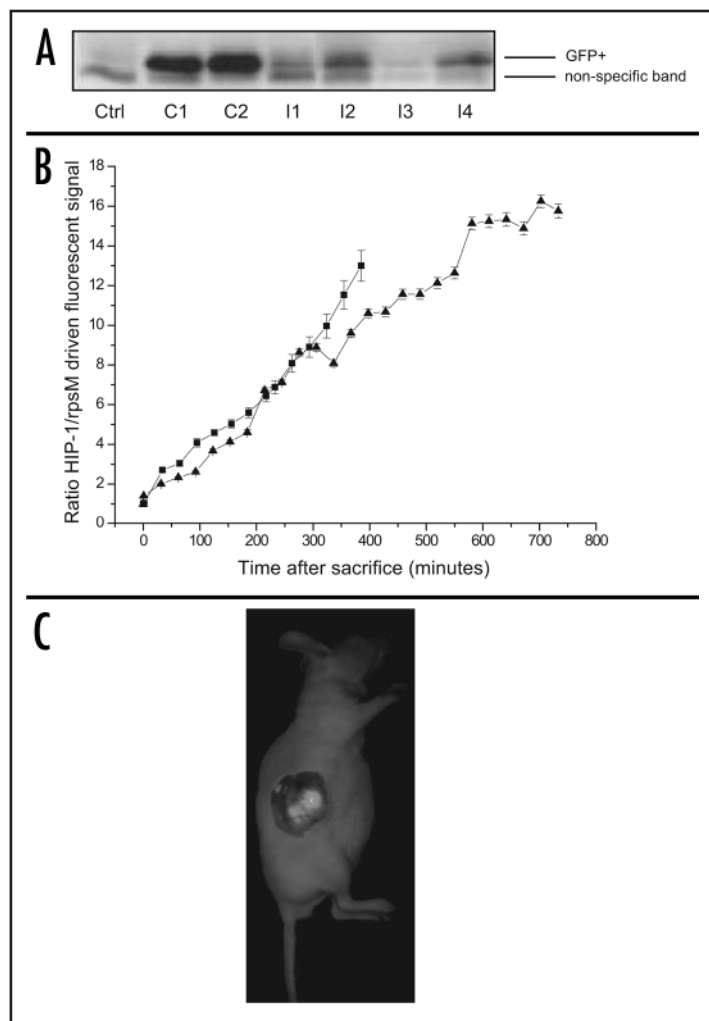 A
GFP+
non-specific band
Ctrl C1 C2 I1 I2 I3 I4
B
Ratio HIP-1/rpsM driven fluorescent signal
18
16
14
12
10
8
6
4
2
0
0 100 200 300 400 500 600 700 800
Time after sacrifice (minutes)
C